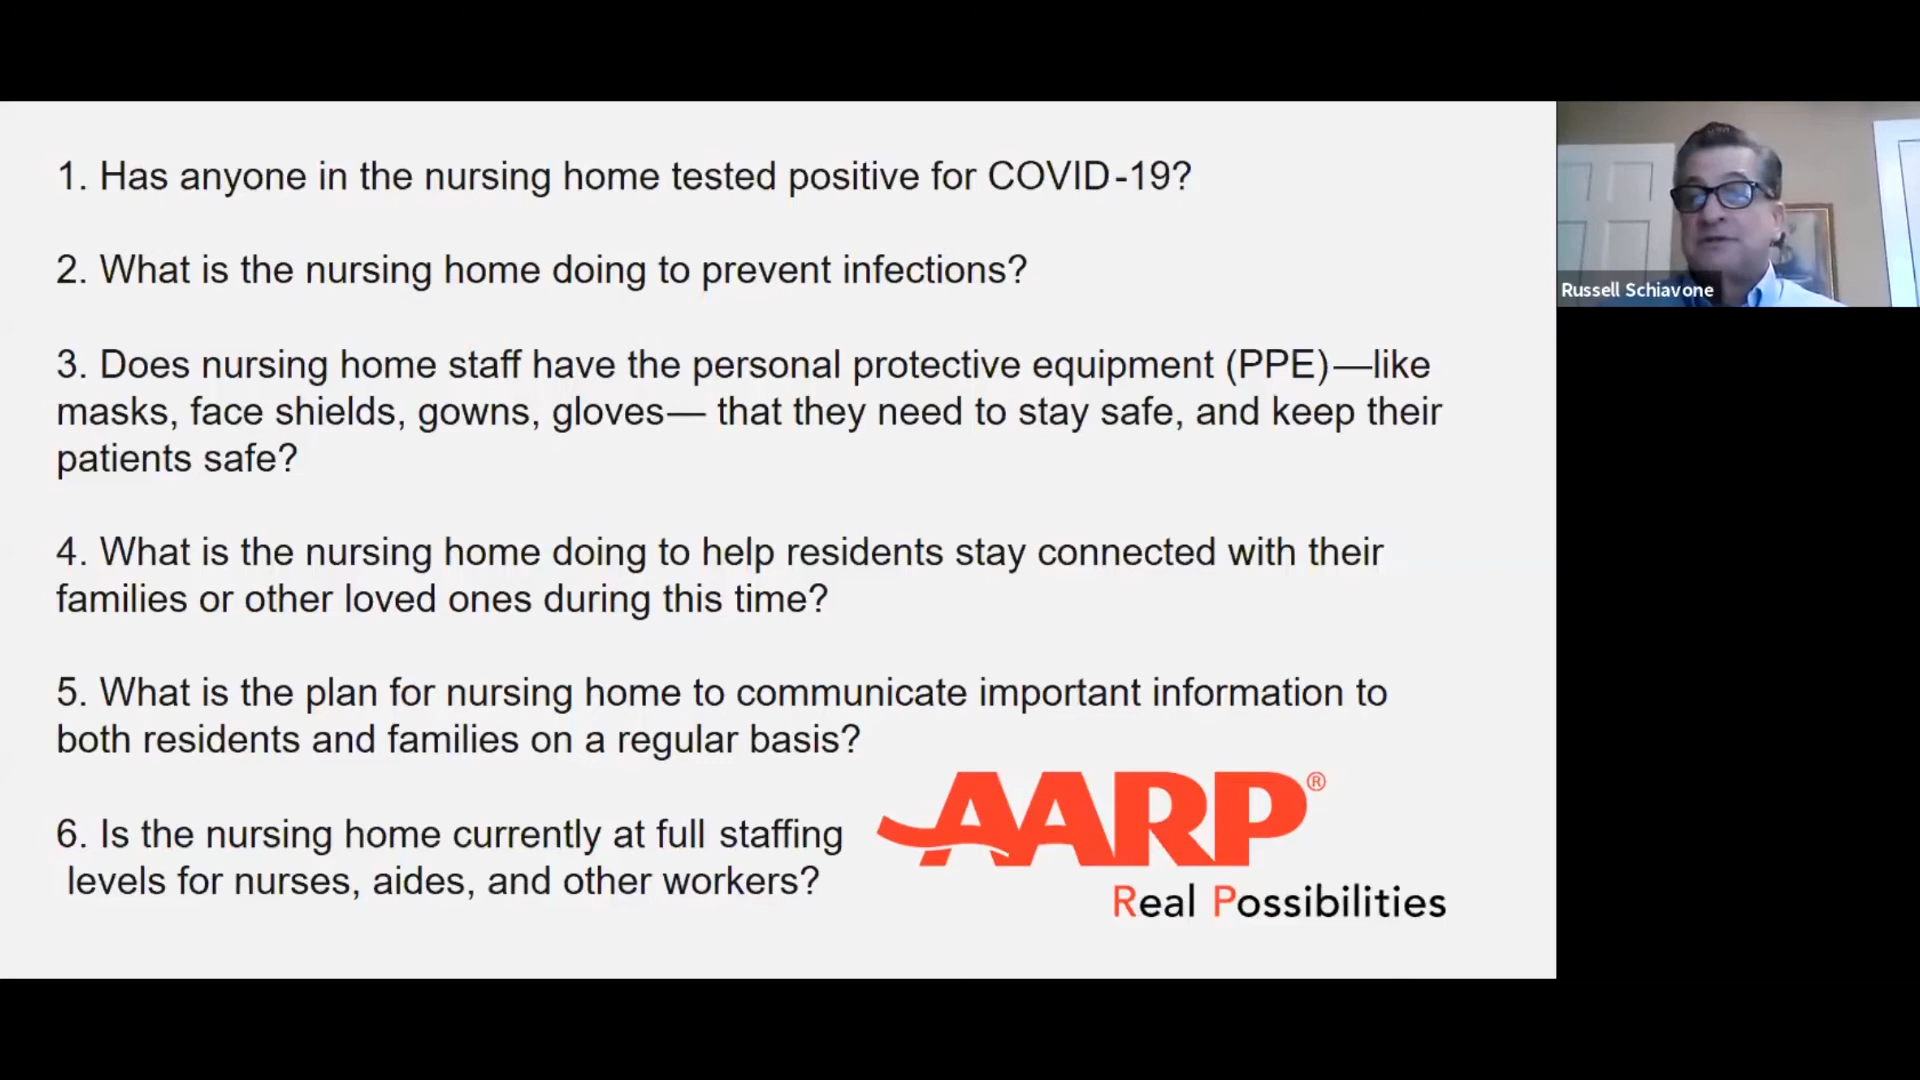 1. Has anyone in the nursing home tested positive for COVID-19?
2. What is the nursing home doing to prevent infections?
3. Does nursing home staff have the personal protective equipment (PPE)—like
masks, face shields, gowns, gloves— that they need to stay safe, and keep their
patients safe?
4. What is the nursing home doing to help residents stay connected with their
families or other loved ones during this time?
5. What is the plan for nursing home to communicate important information to
both residents and families on a regular basis?
6. Is the nursing home currently at full staffing
levels for nurses, aides, and other workers?
AARP®
Real Possibilities
Russell Schiavone